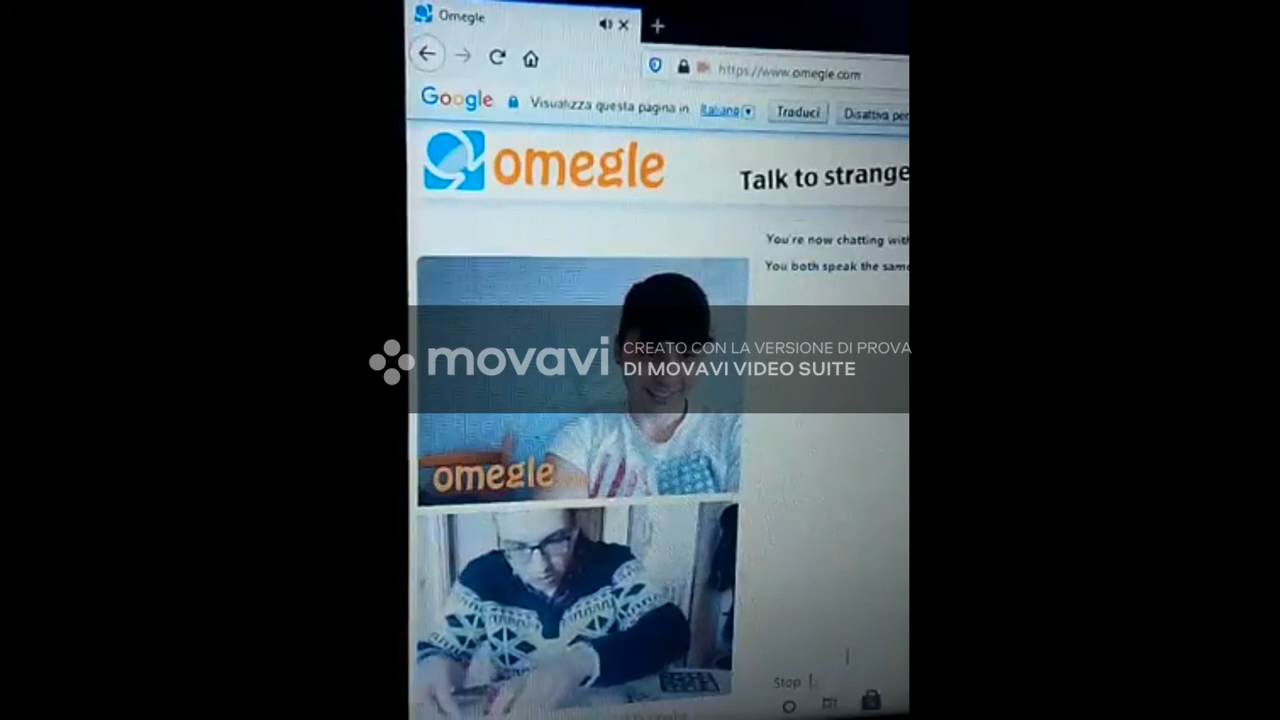 Omegle
https://www.omegle.com
Google Visualizza questa pagina in: Italiano Traduci Disattiva per
omegle
Talk to strange
You're now chatting with
You both speak the same
movavi
CREATO CON LA VERSIONE DI PROVA
DI MOVAVI VIDEO SUITE
omegle
Stop